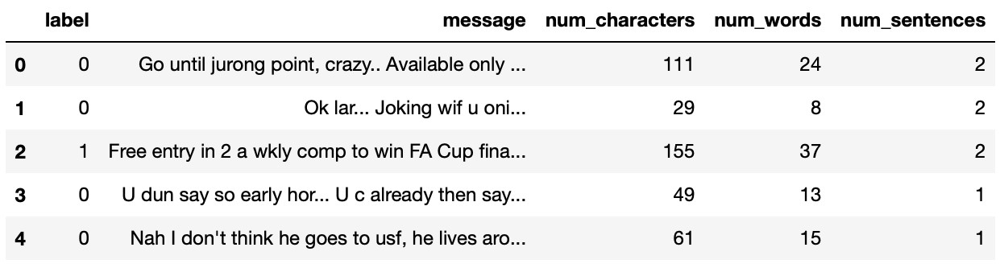 label message num_characters num_words num_sentences
0 0 Go until jurong point, crazy.. Available only ... 111 24 2
1 0 Ok lar... Joking wif u oni... 29 8 2
2 1 Free entry in 2 a wkly comp to win FA Cup fina... 155 37 2
3 0 U dun say so early hor... U c already then say... 49 13 1
4 0 Nah I don't think he goes to usf, he lives aro... 61 15 1